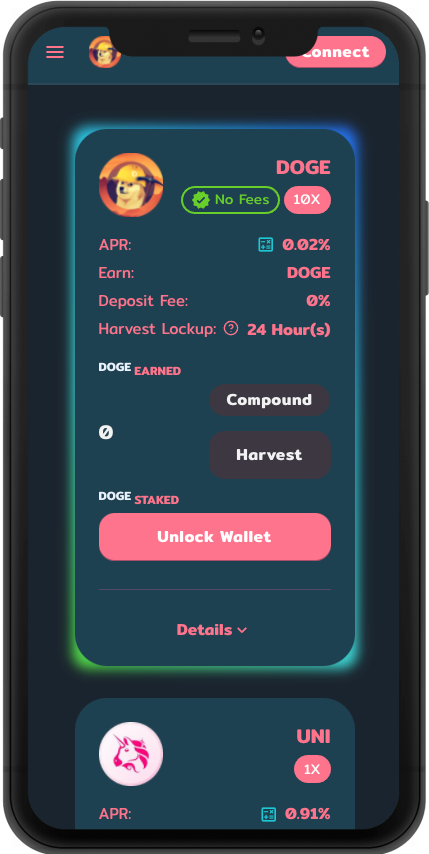 Connect
DOGE
No Fees 10X
APR: 0.02%
Earn: DOGE
Deposit Fee: 0%
Harvest Lockup: ? 24 Hour(s)
DOGE EARNED
Compound
0
Harvest
DOGE STAKED
Unlock Wallet
Details
UNI
1X
APR: 0.91%